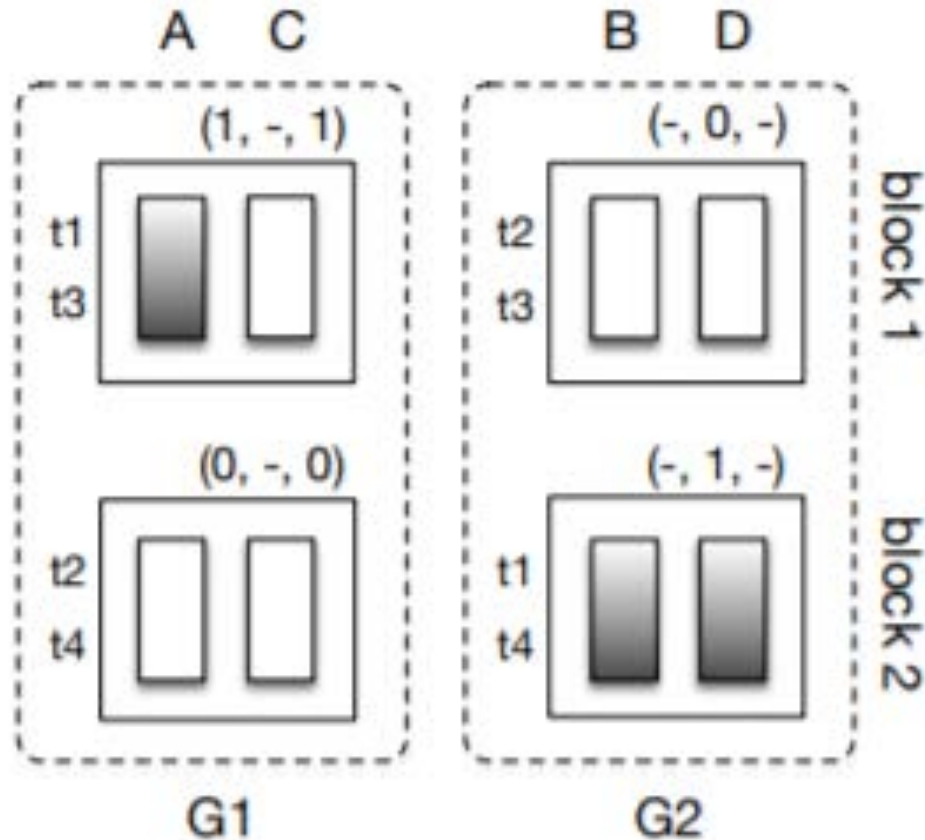 A C B D
(1, -, 1) (-, 0, -)
t1 t2
t3 t3
block 1
(0, -, 0) (-, 1, -)
t2 t1
t4 t4
block 2
G1 G2